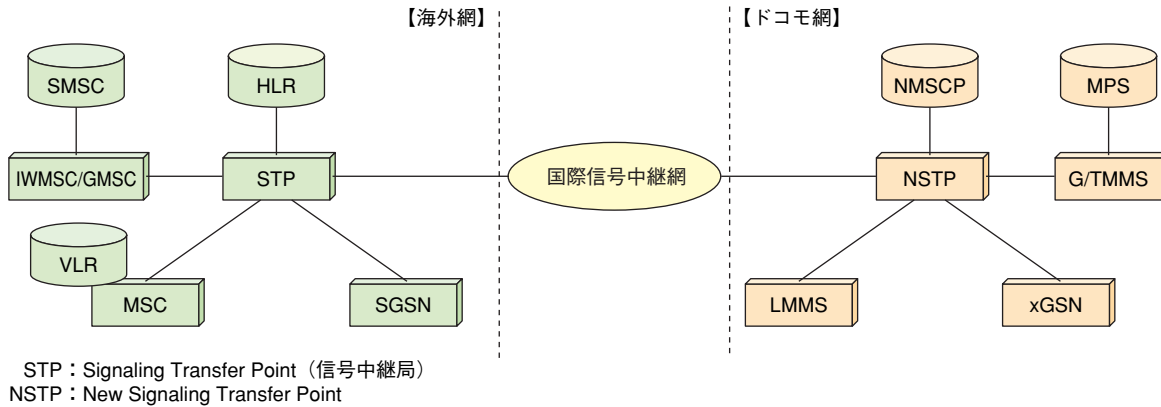 【海外網】
【ドコモ網】
SMSC
HLR
NMSCP
MPS
IWMSC/GMSC
STP
国際信号中継網
NSTP
G/TMMS
VLR
MSC
SGSN
LMMS
xGSN
STP：Signaling Transfer Point（信号中継局）
NSTP：New Signaling Transfer Point